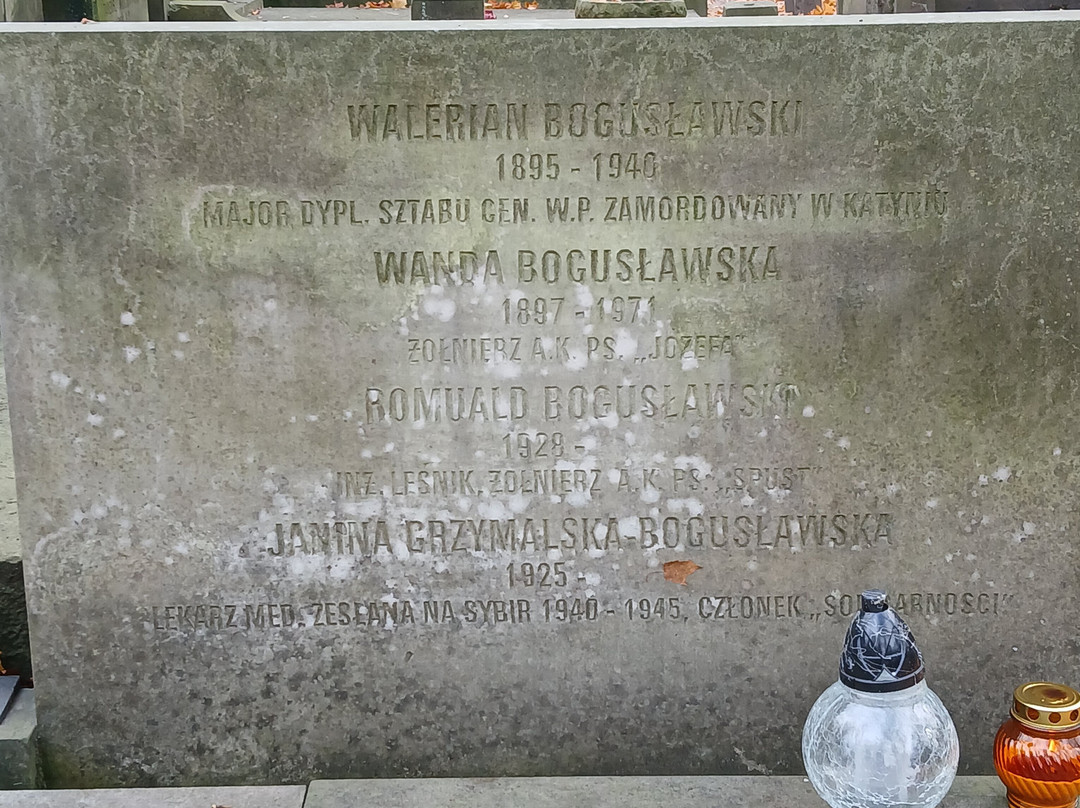 WALERIAN BOGUSŁAWSKI
1895 - 1940
MAJOR DYPL. SZTABU GEN. W.P. ZAMORDOWANY W KATYNIU
WANDA BOGUSŁAWSKA
1897 - 1971
ŻOŁNIERZ A.K. PS. „JÓZEFA”
ROMUALD BOGUSŁAWSKI
1928 -
INŻ. LEŚNIK, ŻOŁNIERZ A.K. PS. „SPUST”
JANINA GRZYMALSKA-BOGUSŁAWSKA
1925 -
LEKARZ MED. ZESŁANA NA SYBIR 1940 - 1945, CZŁONEK „SOLIDARNOŚCI”